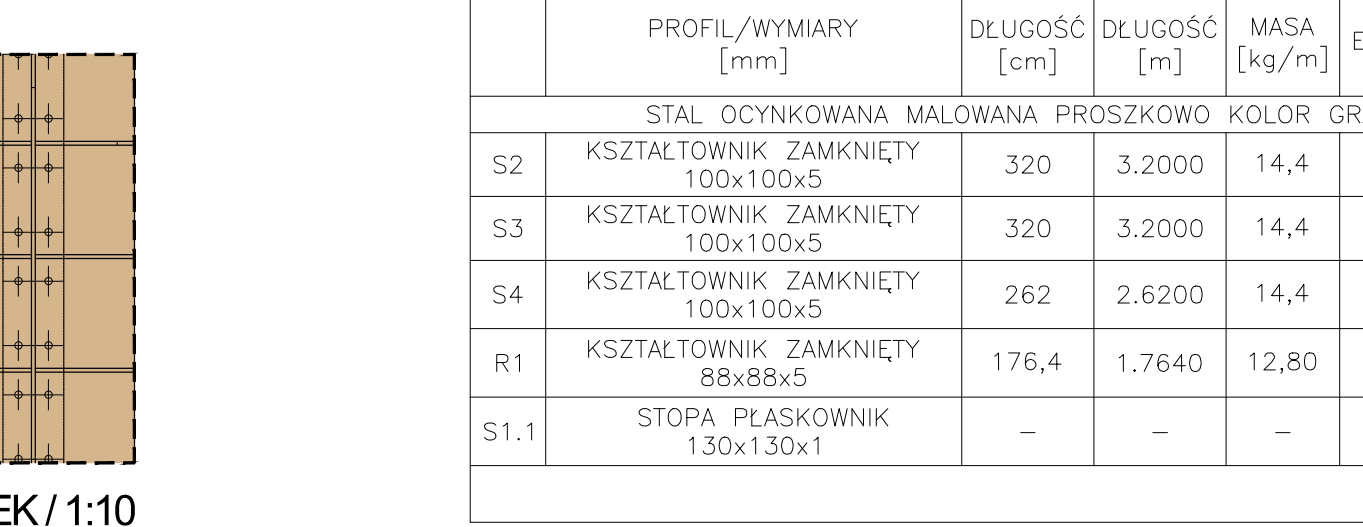 PROFIL/WYMIARY [mm] DŁUGOŚĆ [cm] DŁUGOŚĆ [m] MASA [kg/m]
STAL OCYNKOWANA MALOWANA PROSZKOWO KOLOR
S2 KSZTAŁTOWNIK ZAMKNIĘTY 100x100x5 320 3.2000 14,4
S3 KSZTAŁTOWNIK ZAMKNIĘTY 100x100x5 320 3.2000 14,4
S4 KSZTAŁTOWNIK ZAMKNIĘTY 100x100x5 262 2.6200 14,4
R1 KSZTAŁTOWNIK ZAMKNIĘTY 88x88x5 176,4 1.7640 12,80
S1.1 STOPA PŁASKOWNIK 130x130x1 – – –
EK / 1:10